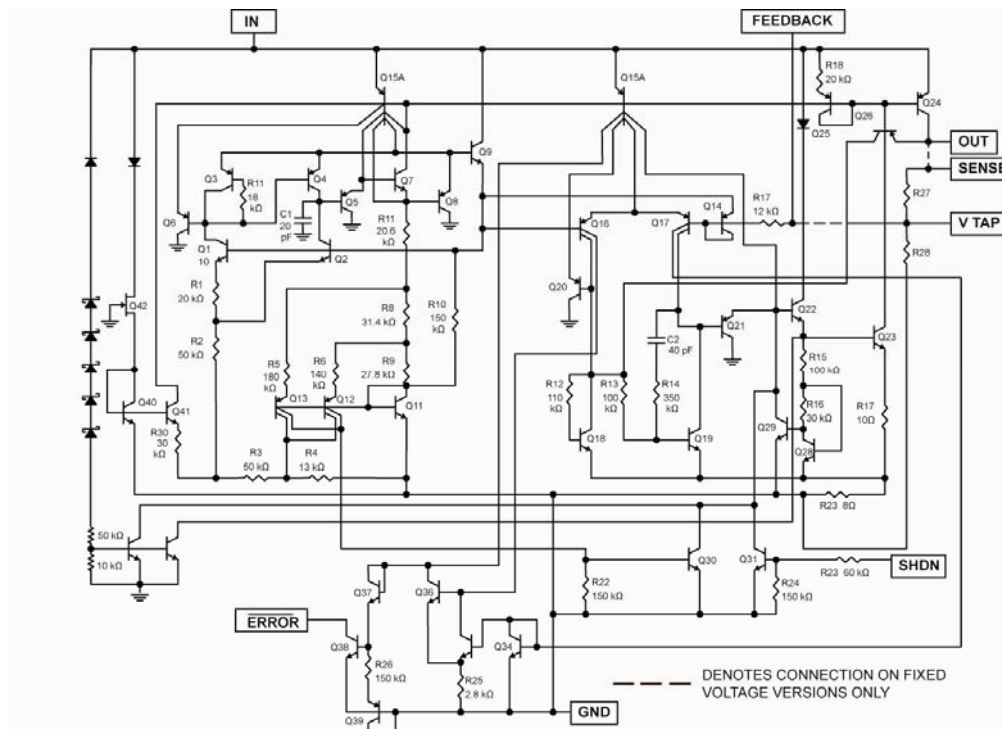 IN
FEEDBACK
Q15A
Q15A
R18
20 kΩ
Q24
Q26
Q25
OUT
SENSE
Q9
Q3
R11
18
kΩ
Q4
Q7
Q5
Q8
C1
20
pF
Q6
R11
20.6
kΩ
Q14
R17
12 kΩ
R27
V TAP
Q16
Q17
R28
Q1
10
Q2
R1
20 kΩ
Q42
R8
31.4 kΩ
R10
150
kΩ
Q20
Q21
Q22
Q23
C2
40 pF
R2
50 kΩ
R5
180
kΩ
R6
140
kΩ
R9
27.8 kΩ
R15
100 kΩ
R12
110
kΩ
R13
100
kΩ
R14
350
kΩ
R16
30 kΩ
R17
10Ω
Q40
Q41
Q13
Q12
Q11
R30
30
kΩ
Q18
Q19
Q29
Q28
R3
50 kΩ
R4
13 kΩ
R23 8Ω
50 kΩ
10 kΩ
Q30
Q31
R23 60 kΩ
SHDN
R22
150 kΩ
R24
150 kΩ
Q37
Q36
ERROR
Q38
Q34
R26
150 kΩ
R25
2.8 kΩ
Q39
GND
DENOTES CONNECTION ON FIXED
VOLTAGE VERSIONS ONLY